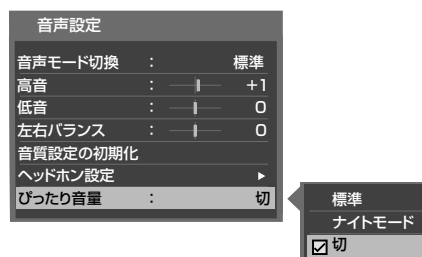 音声設定
音声モード切換 : 標準
高音 : +1
低音 : 0
左右バランス : 0
音質設定の初期化
ヘッドホン設定
ぴったり音量 : 切
標準
ナイトモード
切